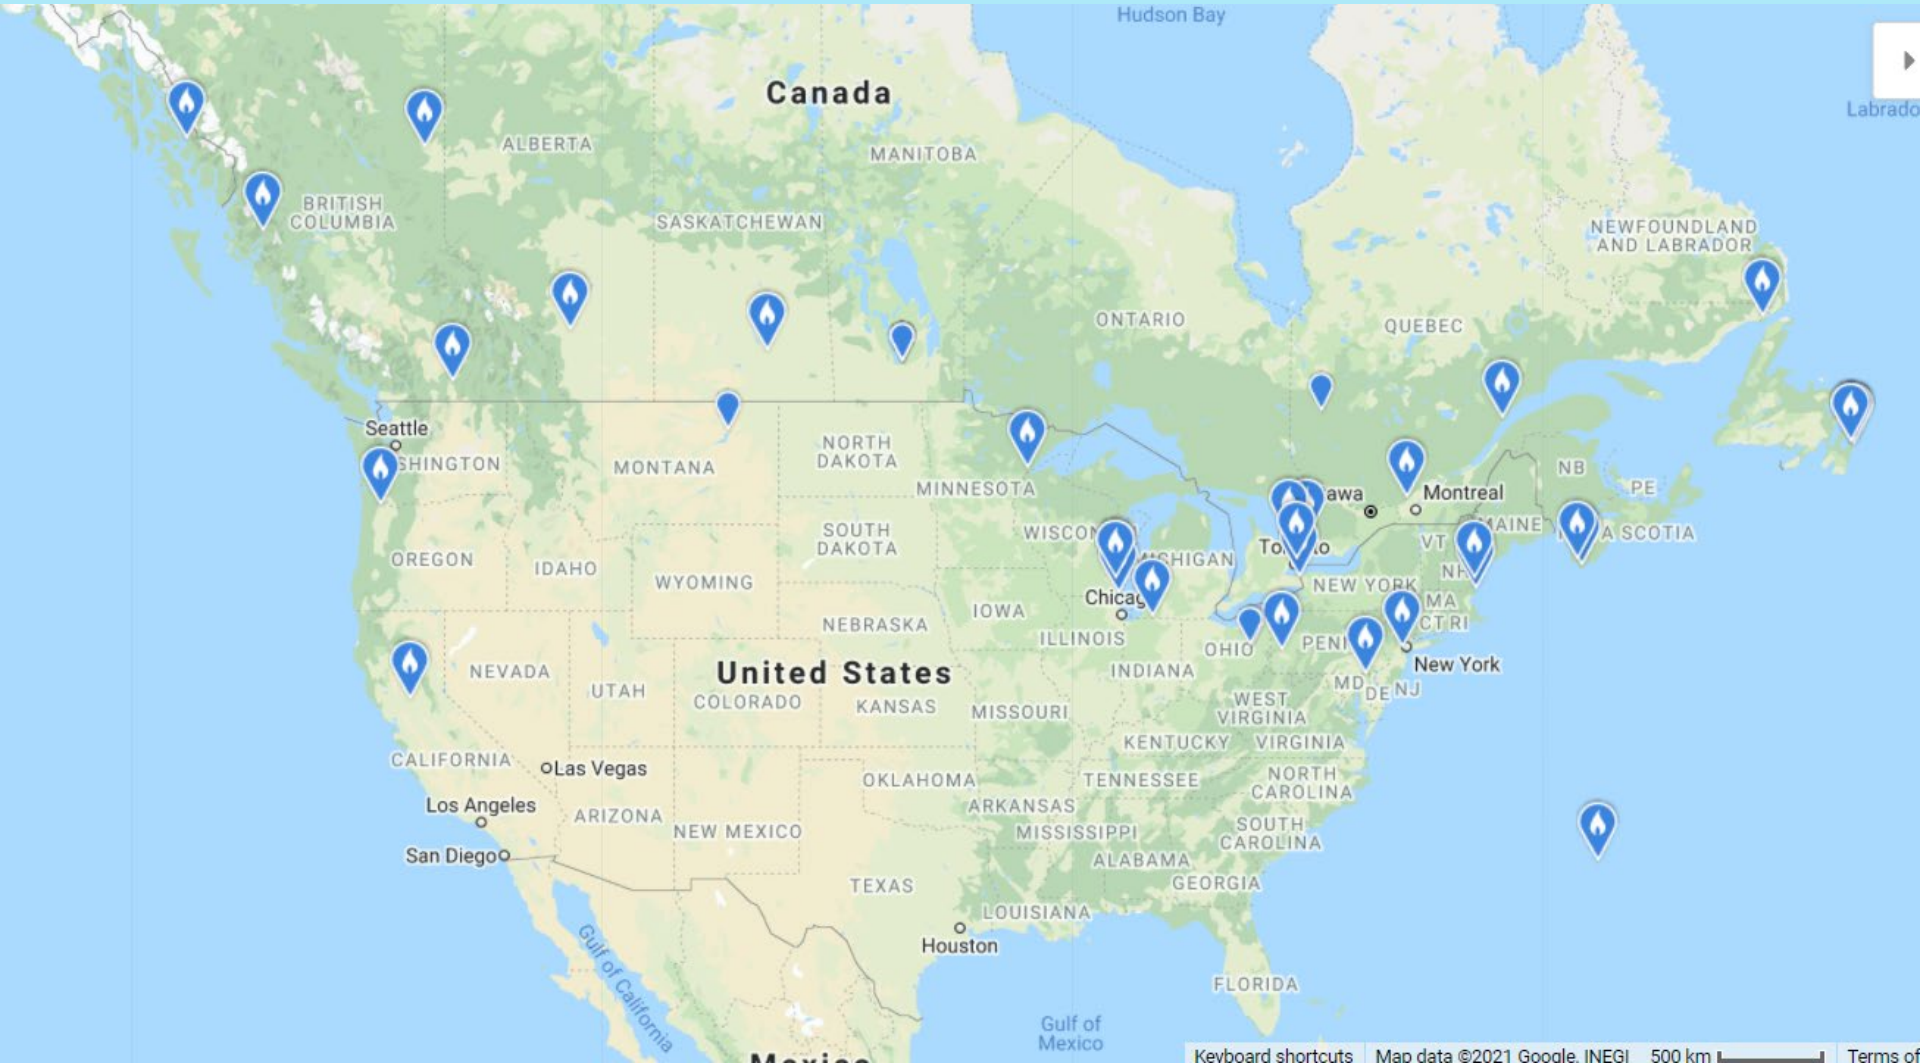 Hudson Bay
Canada
Labrado
ALBERTA
MANITOBA
BRITISH
COLUMBIA
SASKATCHEWAN
NEWFOUNDLAND
AND LABRADOR
ONTARIO
QUEBEC
Seattle
SHINGTON
MONTANA
NORTH
DAKOTA
MINNESOTA
NB
PE
awa
Montreal
WISCON
MAINE
A SCOTIA
SOUTH
DAKOTA
OREGON
IDAHO
WYOMING
MICHIGAN
To
o
VT
NH
NEW YORK
MA
CT RI
Chicag
IOWA
NEBRASKA
ILLINOIS
OHIO
PEN
New York
NEVADA
UTAH
United States
COLORADO
KANSAS
MISSOURI
INDIANA
MD
DE NJ
WEST
VIRGINIA
KENTUCKY
VIRGINIA
CALIFORNIA
Las Vegas
OKLAHOMA
TENNESSEE
NORTH
CAROLINA
Los Angeles
ARIZONA
NEW MEXICO
ARKANSAS
MISSISSIPPI
SOUTH
CAROLINA
San Diego
TEXAS
ALABAMA
GEORGIA
LOUISIANA
Houston
Gulf of California
FLORIDA
Gulf of
Mexico
Mexico
Keyboard shortcuts Map data ©2021 Google, INEGI 500 km Terms of